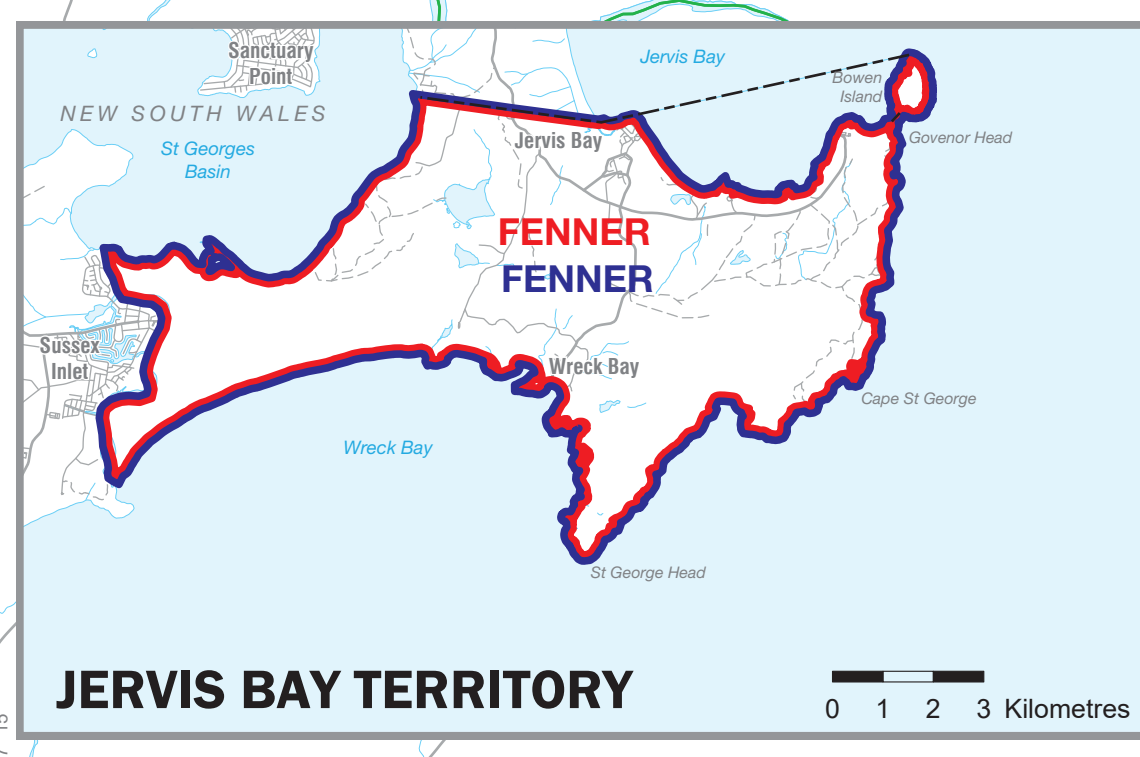 Sanctuary
Point
Jervis Bay
Bowen
Island
NEW SOUTH WALES
St Georges
Basin
Jervis Bay
Govenor Head
FENNER
FENNER
Sussex
Inlet
Wreck Bay
Cape St George
Wreck Bay
St George Head
JERVIS BAY TERRITORY
0 1 2 3 Kilometres